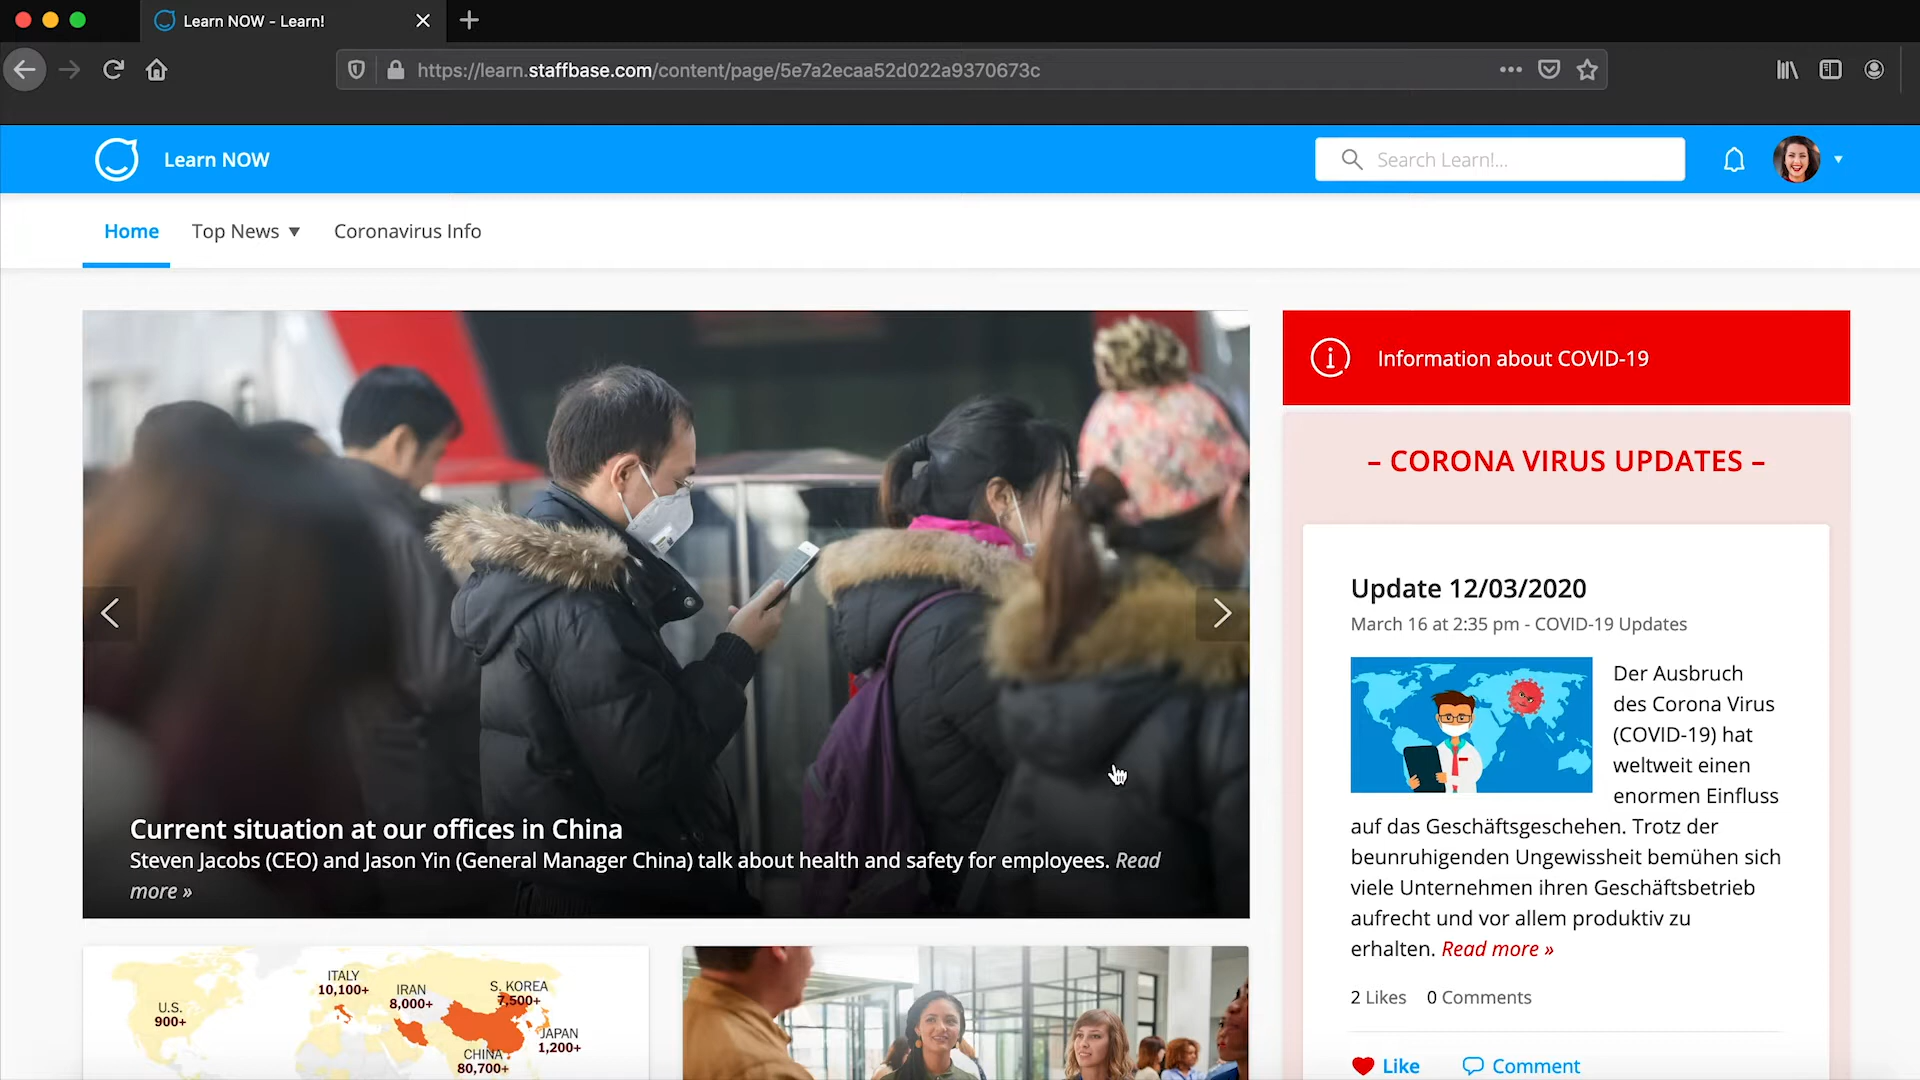 Learn NOW - Learn!
https://learn.staffbase.com/content/page/5e7a2ecaa52d022a9370673c
Learn NOW
Search Learn!...
Home
Top News
Coronavirus Info
Current situation at our offices in China
Steven Jacobs (CEO) and Jason Yin (General Manager China) talk about health and safety for employees. Read
more »
Information about COVID-19
– CORONA VIRUS UPDATES –
Update 12/03/2020
March 16 at 2:35 pm - COVID-19 Updates
Der Ausbruch
des Corona Virus
(COVID-19) hat
weltweit einen
enormen Einfluss
auf das Geschäftsgeschehen. Trotz der
beunruhigenden Ungewissheit bemühen sich
viele Unternehmen ihren Geschäftsbetrieb
aufrecht und vor allem produktiv zu
erhalten. Read more »
2 Likes 0 Comments
Like Comment
U.S.
900+
ITALY
10,100+
IRAN
8,000+
S. KOREA
7,500+
JAPAN
1,200+
CHINA
80,700+